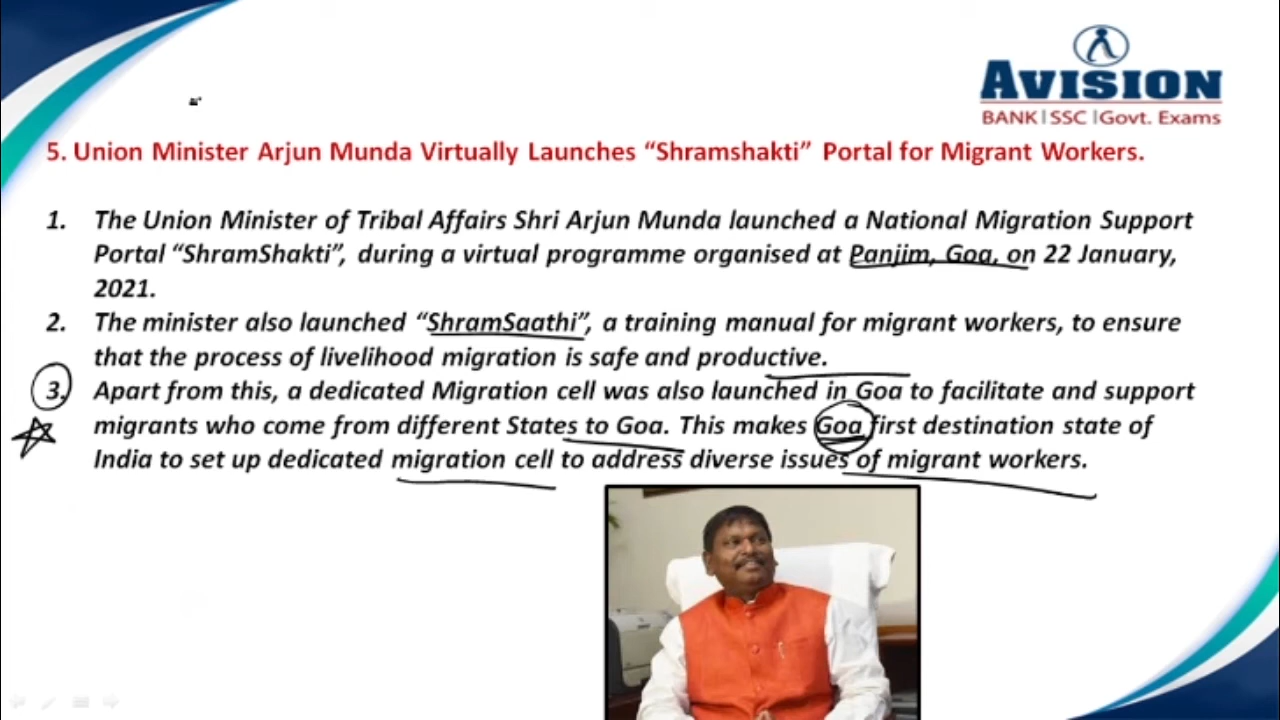 AVISION
BANK | SSC | Govt. Exams
5. Union Minister Arjun Munda Virtually Launches “Shramshakti” Portal for Migrant Workers.
1. The Union Minister of Tribal Affairs Shri Arjun Munda launched a National Migration Support
Portal “ShramShakti”, during a virtual programme organised at Panjim, Goa, on 22 January,
2021.
2. The minister also launched “ShramSaathi”, a training manual for migrant workers, to ensure
that the process of livelihood migration is safe and productive.
3. Apart from this, a dedicated Migration cell was also launched in Goa to facilitate and support
migrants who come from different States to Goa. This makes Goa first destination state of
India to set up dedicated migration cell to address diverse issues of migrant workers.